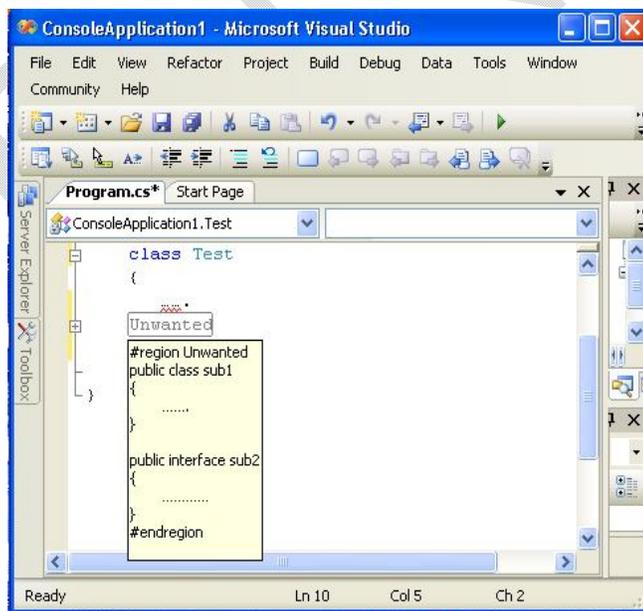 ConsoleApplication1 - Microsoft Visual Studio
File Edit View Refactor Project Build Debug Data Tools Window
Community Help
Program.cs* Start Page
Server Explorer
Toolbox
ConsoleApplication1.Test
class Test
{
.......
Unwanted
#region Unwanted
public class sub1
{
.......
}
public interface sub2
{
............
}
#endregion
}
Ready Ln 10 Col 5 Ch 2